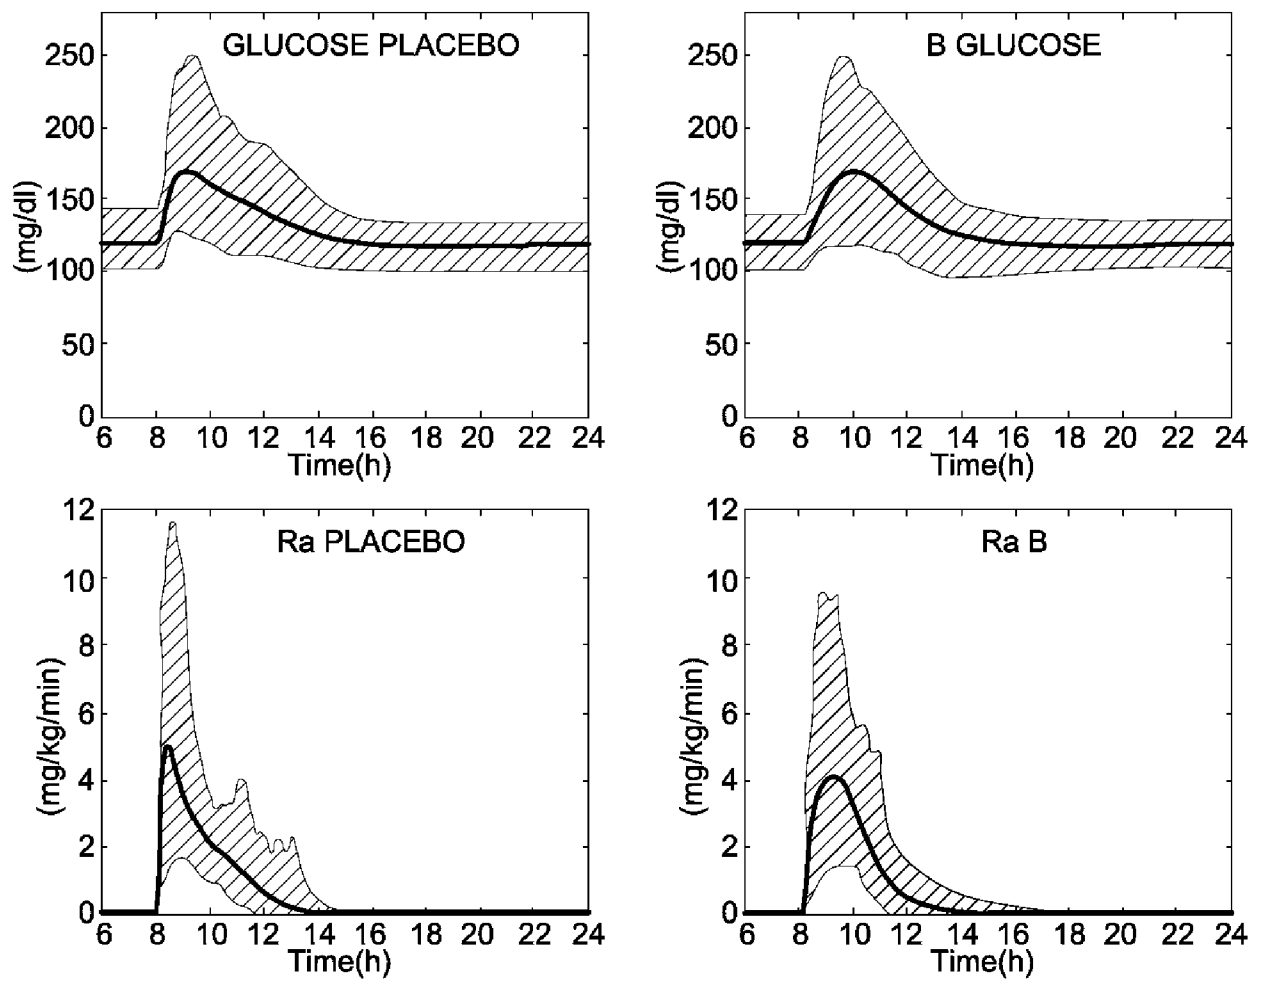 GLUCOSE PLACEBO
250
200
150
100
50
0
(mg/dl)
6 8 10 12 14 16 18 20 22 24
Time(h)
B GLUCOSE
250
200
150
100
50
0
(mg/dl)
6 8 10 12 14 16 18 20 22 24
Time(h)
Ra PLACEBO
12
10
8
6
4
2
0
(mg/kg/min)
6 8 10 12 14 16 18 20 22 24
Time(h)
Ra B
12
10
8
6
4
2
0
(mg/kg/min)
6 8 10 12 14 16 18 20 22 24
Time(h)